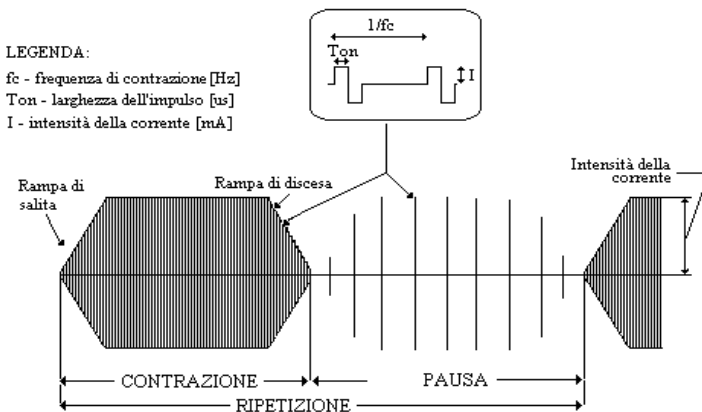 LEGENDA:
fc - frequenza di contrazione [Hz]
Ton - larghezza dell'impulso [us]
I - intensità della corrente [mA]
1/fc
Ton
I
Rampa di
salita
Rampa di discesa
Intensità della
corrente
CONTRAZIONE
PAUSA
RIPETIZIONE